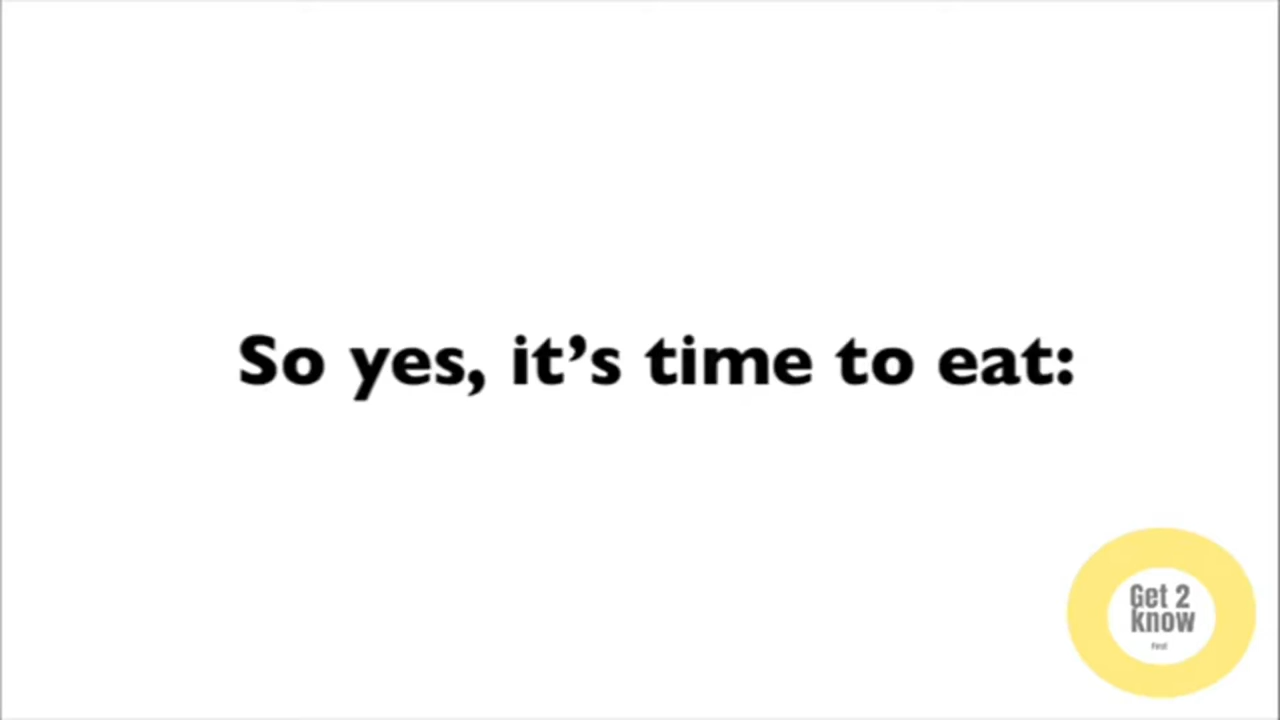 So yes, it’s time to eat:
Get 2
know